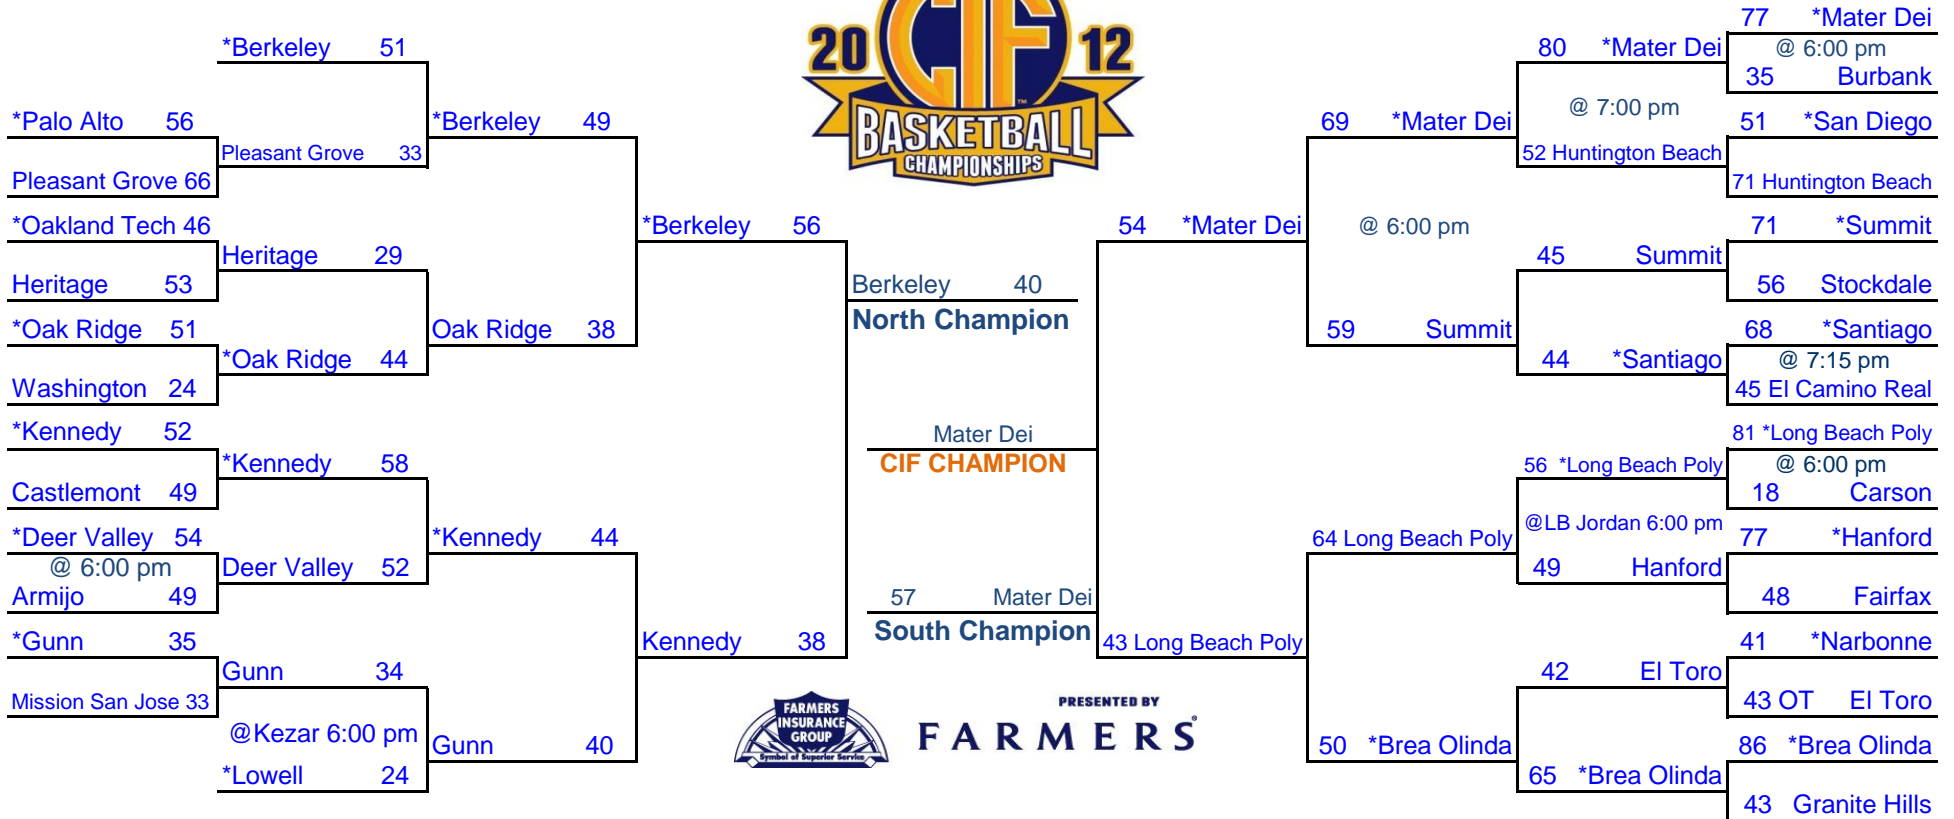 20 CIF 12
BASKETBALL
CHAMPIONSHIPS
*Berkeley 51
*Palo Alto 56
Pleasant Grove 33
Pleasant Grove 66
*Oakland Tech 46
Heritage 29
Heritage 53
*Oak Ridge 51
*Oak Ridge 44
Washington 24
*Kennedy 52
*Kennedy 58
Castlemont 49
*Deer Valley 54
@ 6:00 pm
Deer Valley 52
Armijo 49
*Gunn 35
Gunn 34
Mission San Jose 33
@Kezar 6:00 pm
*Lowell 24
*Berkeley 49
Oak Ridge 38
*Kennedy 44
Gunn 40
*Berkeley 56
Kennedy 38
Berkeley 40
North Champion
Mater Dei
CIF CHAMPION
57 Mater Dei
South Champion
54 *Mater Dei
43 Long Beach Poly
69 *Mater Dei
@ 6:00 pm
59 Summit
64 Long Beach Poly
50 *Brea Olinda
80 *Mater Dei
@ 7:00 pm
52 Huntington Beach
45 Summit
44 *Santiago
56 *Long Beach Poly
@LB Jordan 6:00 pm
49 Hanford
42 El Toro
65 *Brea Olinda
77 *Mater Dei
@ 6:00 pm
35 Burbank
51 *San Diego
71 Huntington Beach
71 *Summit
56 Stockdale
68 *Santiago
@ 7:15 pm
45 El Camino Real
81 *Long Beach Poly
@ 6:00 pm
18 Carson
77 *Hanford
48 Fairfax
41 *Narbonne
43 OT El Toro
86 *Brea Olinda
43 Granite Hills
FARMERS
INSURANCE
GROUP
Symbol of Superior Service
PRESENTED BY
FARMERS®